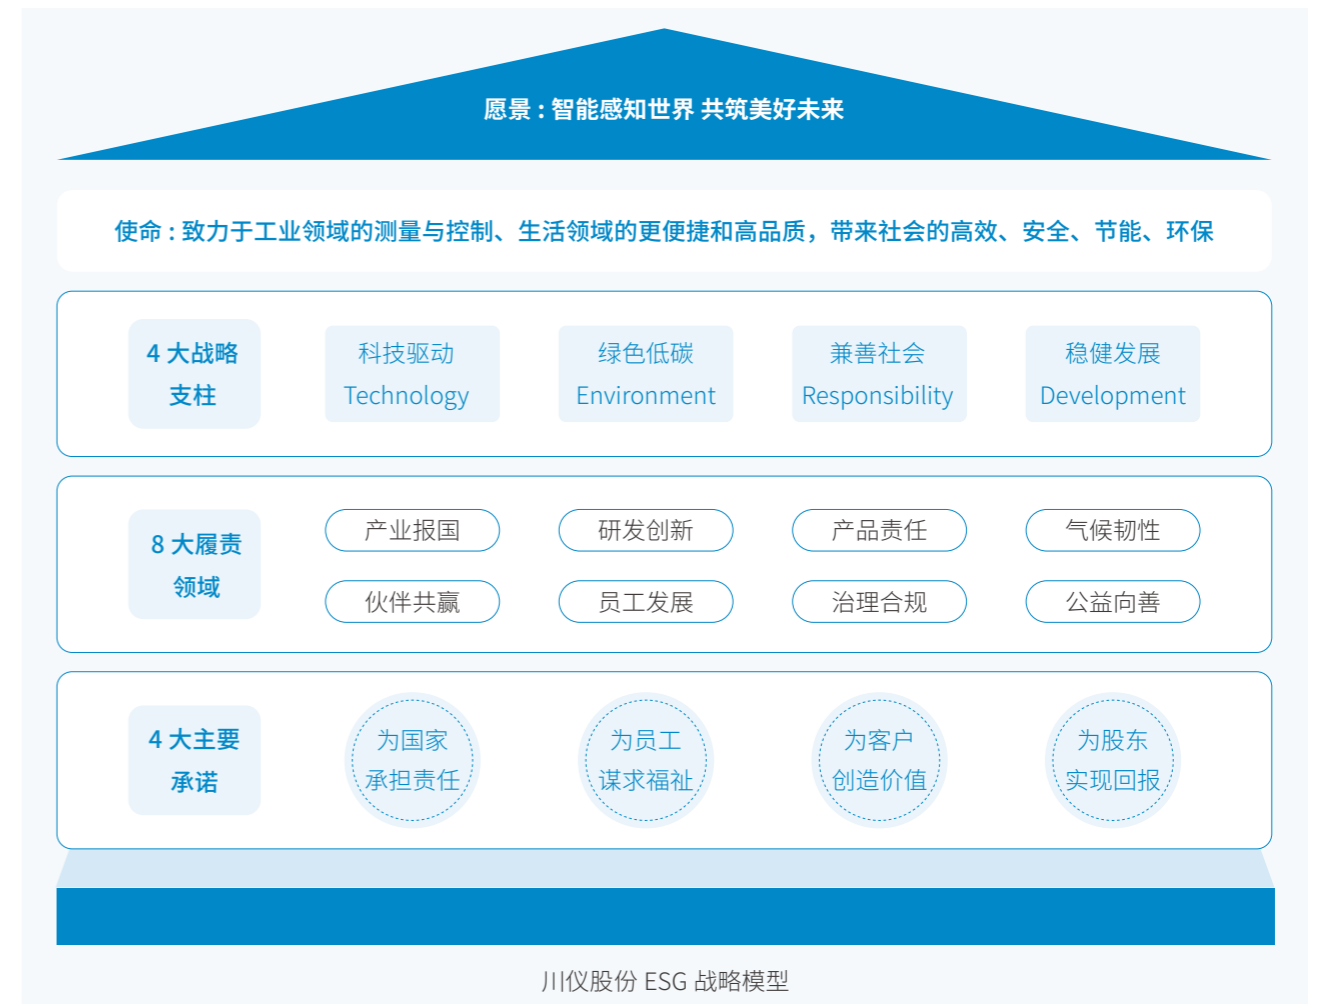 愿景 : 智能感知世界 共筑美好未来
使命 : 致力于工业领域的测量与控制、生活领域的更便捷和高品质，带来社会的高效、安全、节能、环保
4 大战略
支柱
科技驱动
Technology
绿色低碳
Environment
兼善社会
Responsibility
稳健发展
Development
8 大履责
领域
产业报国
研发创新
产品责任
气候韧性
伙伴共赢
员工发展
治理合规
公益向善
4 大主要
承诺
为国家
承担责任
为员工
谋求福祉
为客户
创造价值
为股东
实现回报
川仪股份 ESG 战略模型